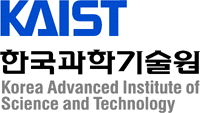 KAIST
한국과학기술원
Korea Advanced Institute of
Science and Technology